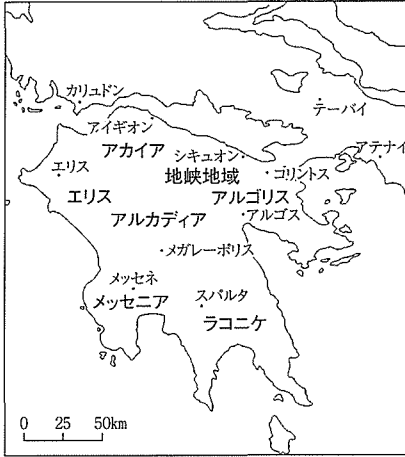 カリュドン
テーバイ
アイギオン
アテナイ
アカイア
シキュオン
エリス
地峡地域
コリントス
エリス
アルゴリス
アルカディア
アルゴス
メガレーポリス
メッセネ
スパルタ
メッセニア
ラコニケ
0 25 50km